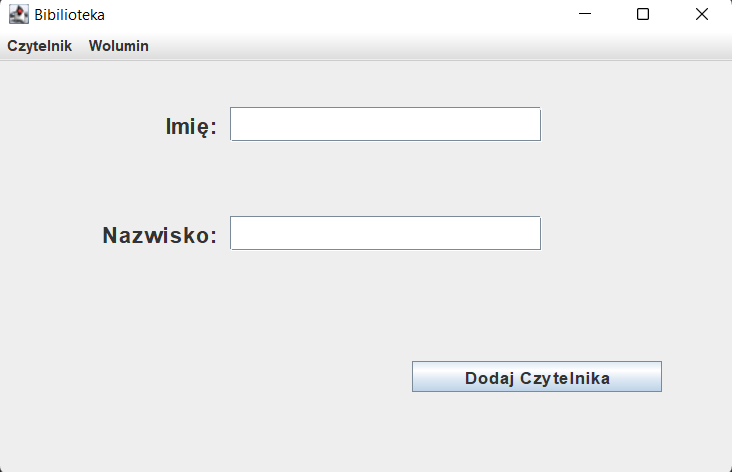 Bibilioteka
Czytelnik Wolumin
Imię:
Nazwisko:
Dodaj Czytelnika